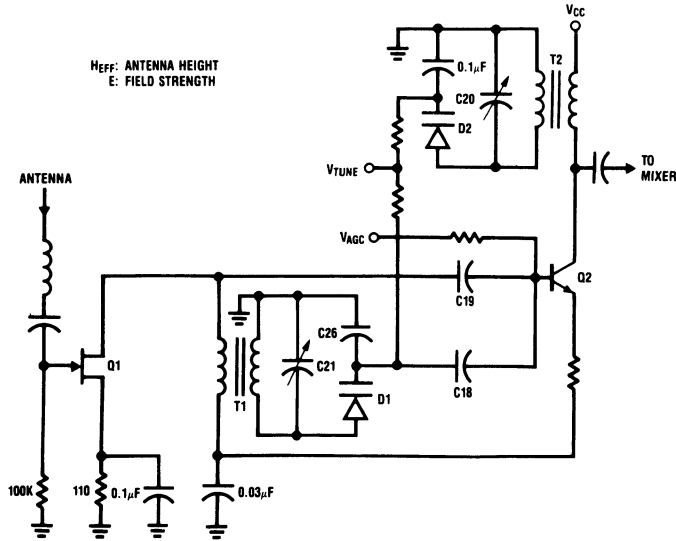 VCC
HEFF: ANTENNA HEIGHT
E: FIELD STRENGTH
0.1µF
C20
T2
D2
VTUNE
TO
MIXER
ANTENNA
VAGC
Q2
C19
C26
Q1
C21
T1
D1
C18
100K
110
0.1µF
0.03µF